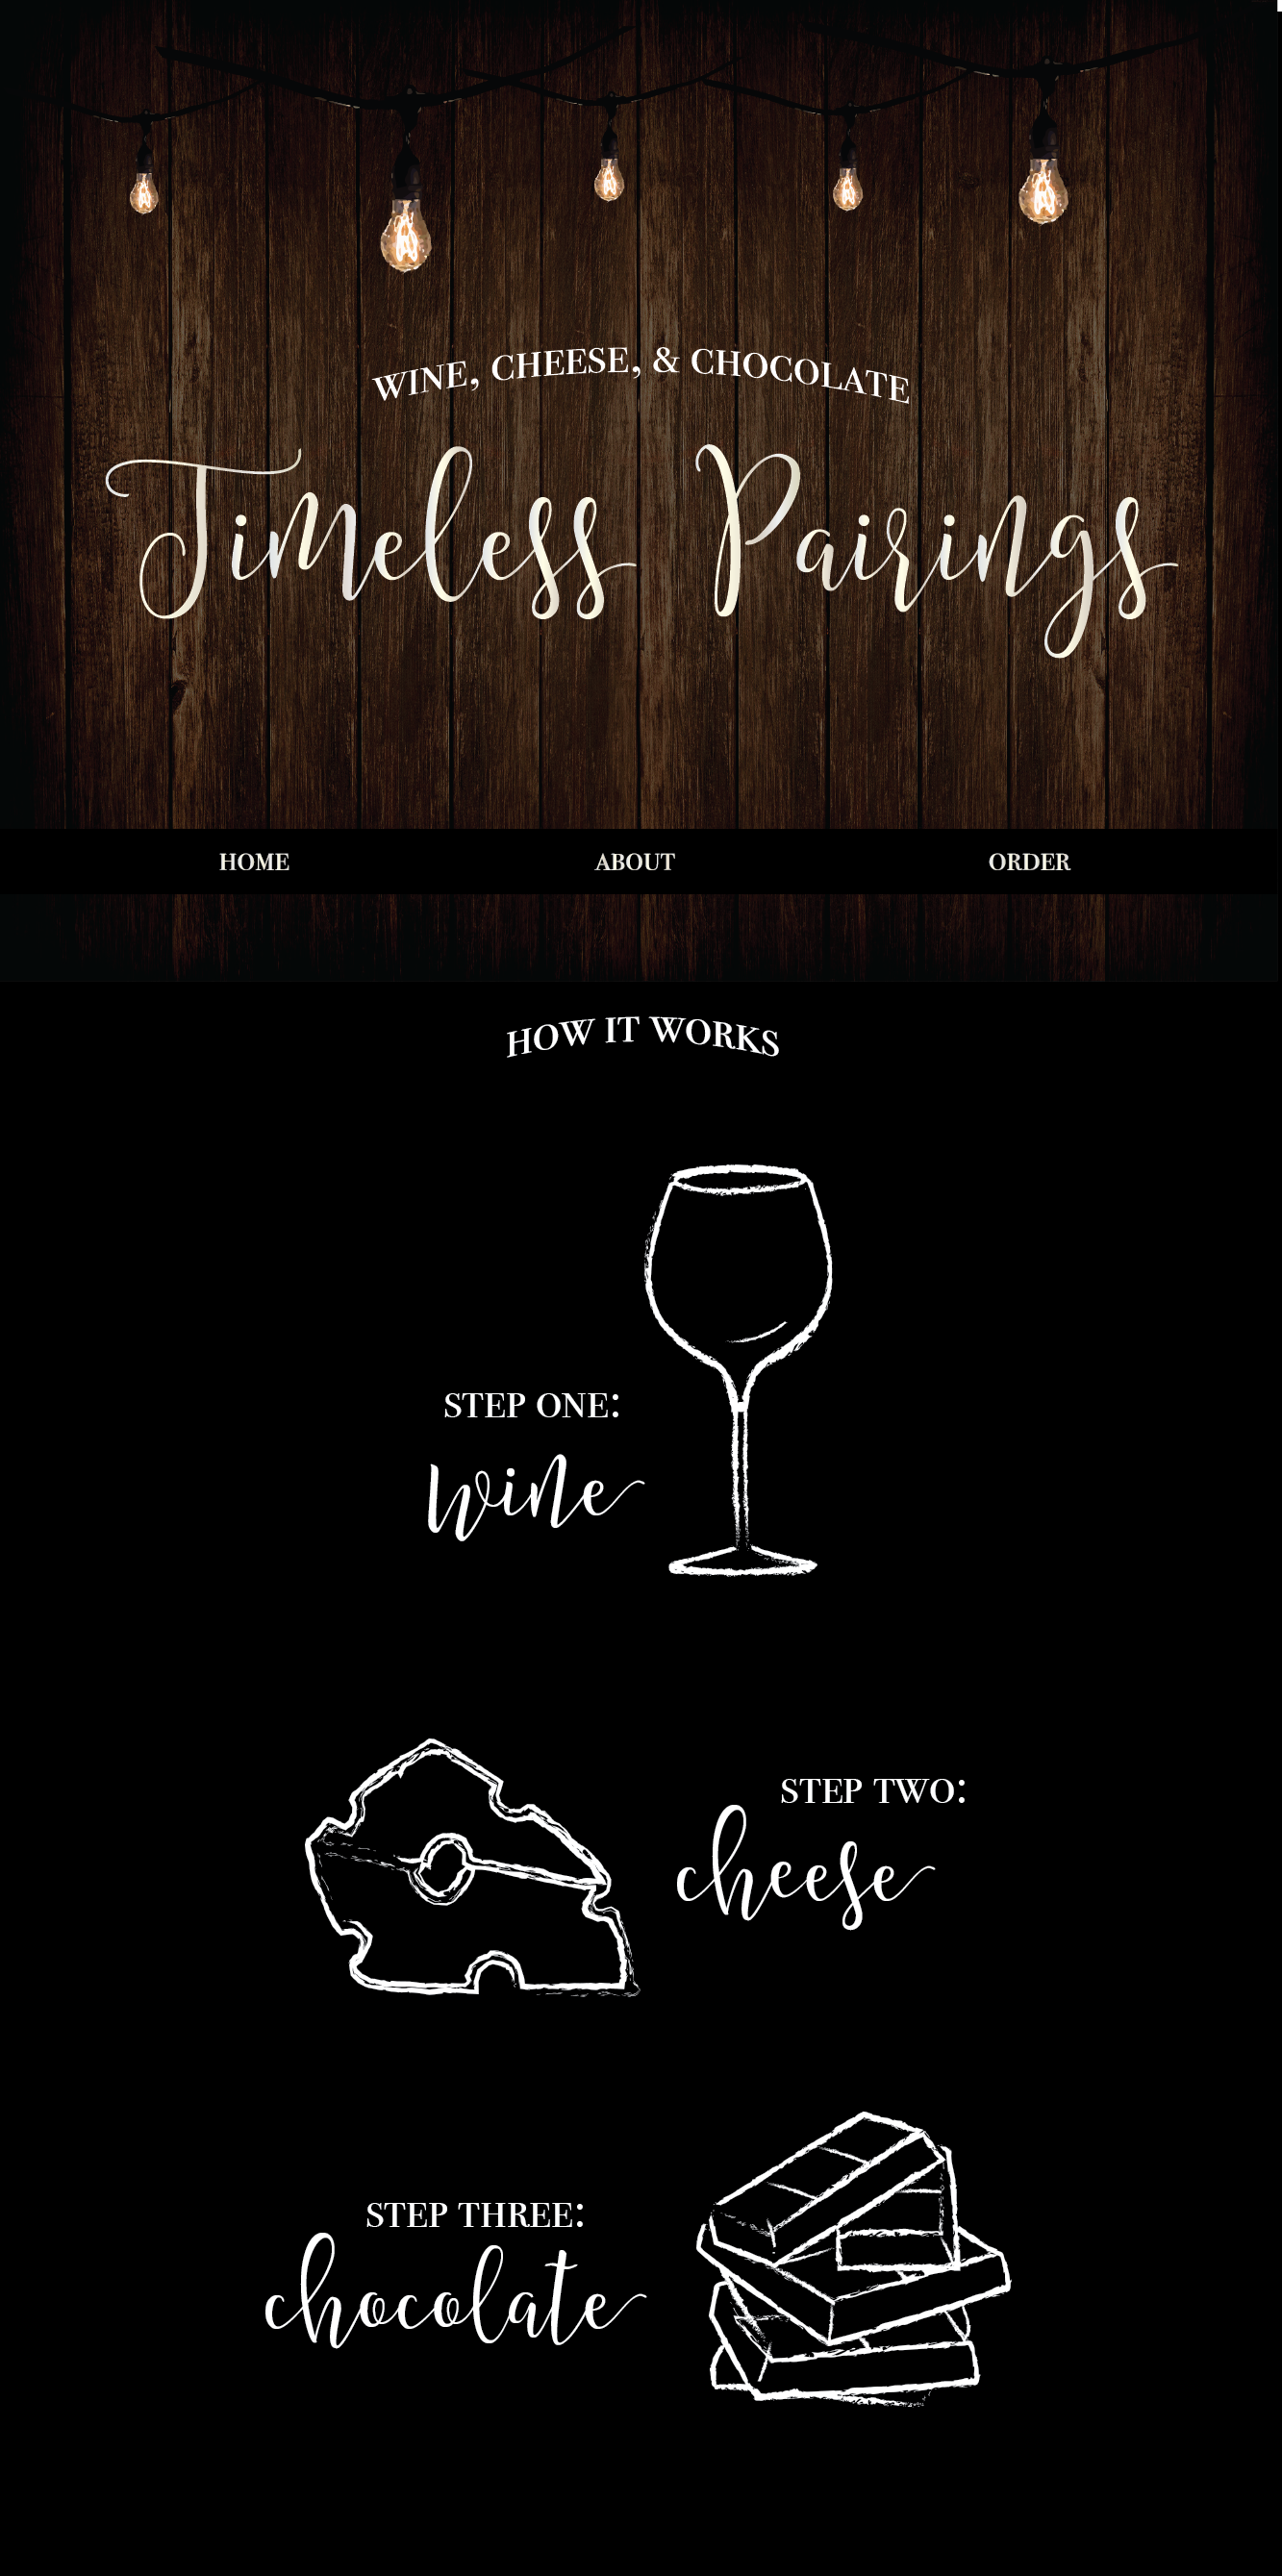 WINE, CHEESE, & CHOCOLATE
Timeless Pairings
HOME ABOUT ORDER
HOW IT WORKS
STEP ONE:
wine
STEP TWO:
cheese
STEP THREE:
chocolate